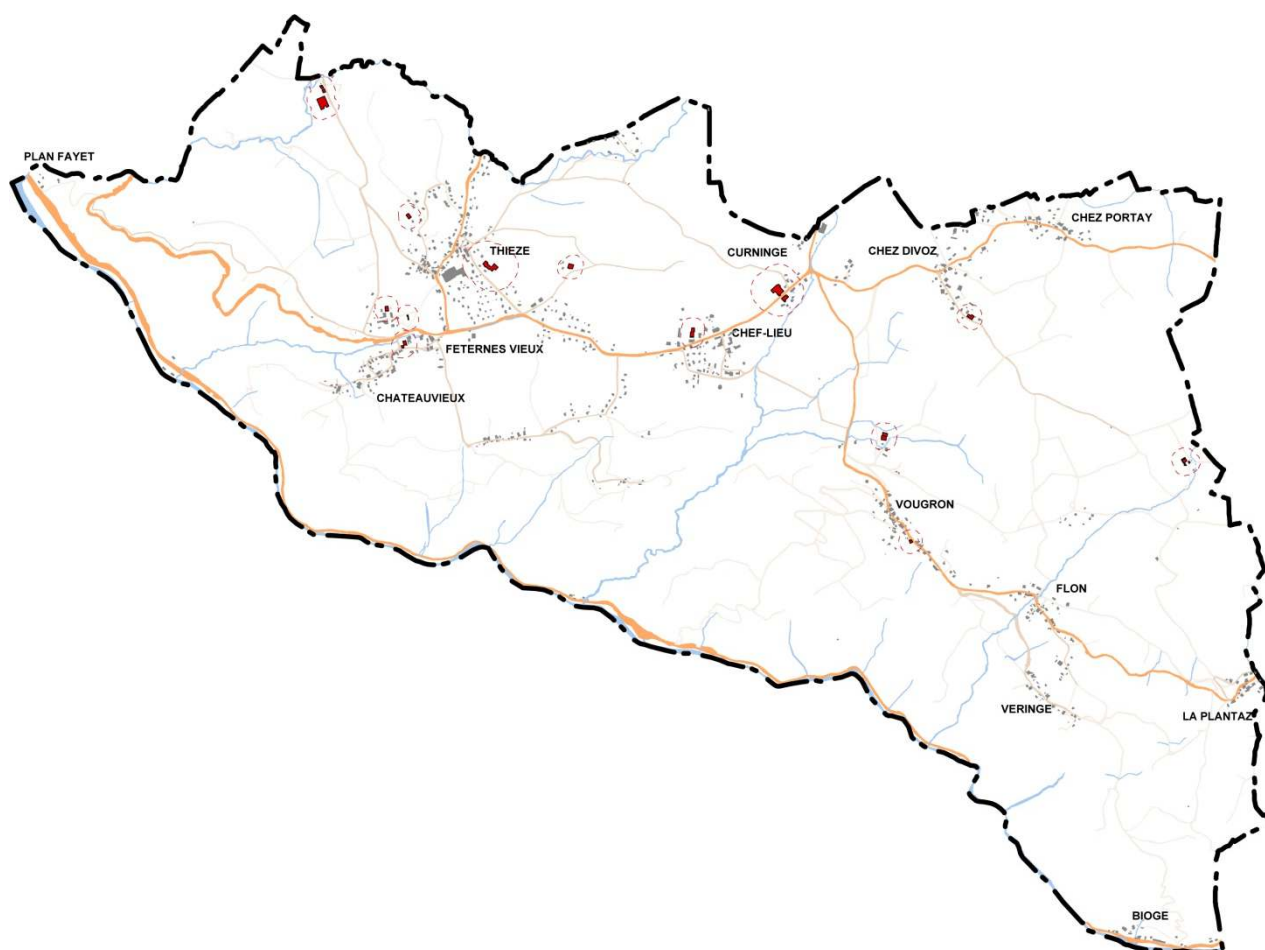 PLAN FAYET
CHEZ PORTAY
THIEZE
CURNINGE
CHEZ DIVOZ
CHEF-LIEU
FETERNES VIEUX
CHATEAUVIEUX
VOUGRON
FLON
VERINGE
LA PLANTAZ
BIOGE